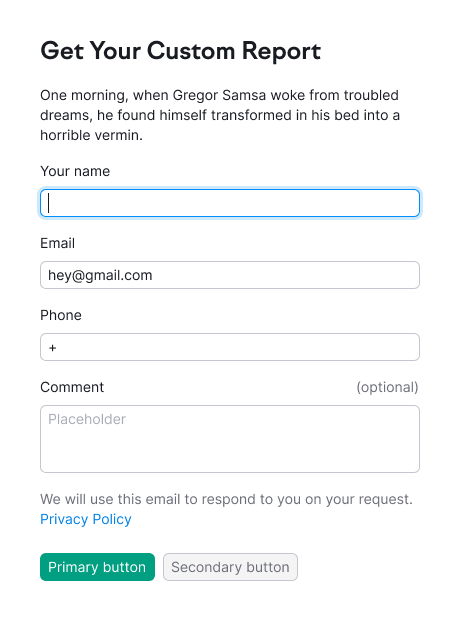 Get Your Custom Report
One morning, when Gregor Samsa woke from troubled
dreams, he found himself transformed in his bed into a
horrible vermin.
Your name
Email
hey@gmail.com
Phone
+
Comment (optional)
Placeholder
We will use this email to respond to you on your request.
Privacy Policy
Primary button Secondary button